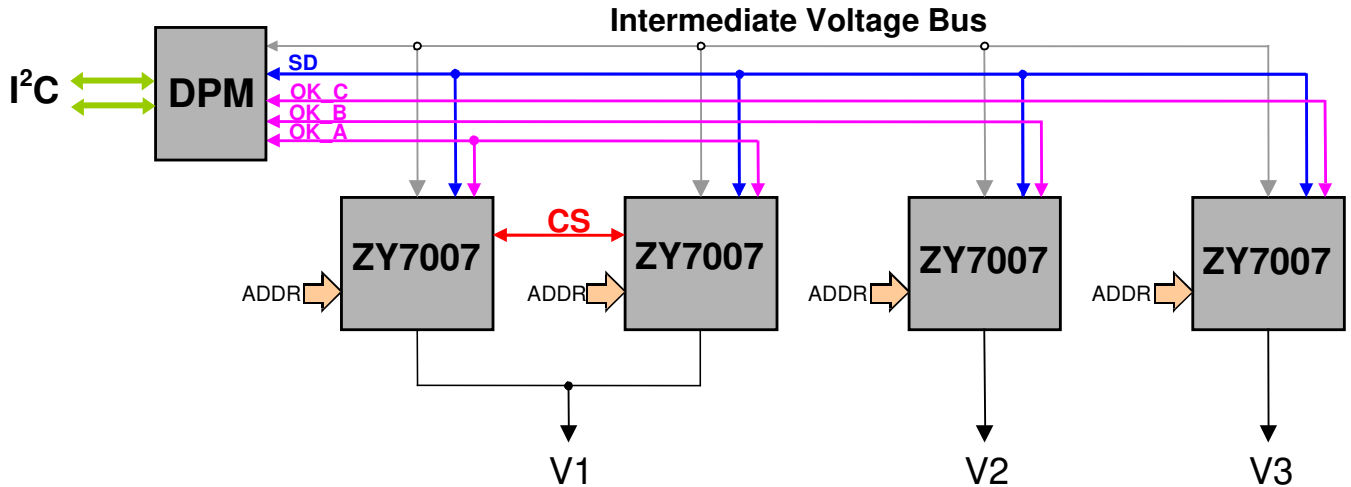 Intermediate Voltage Bus
I²C
DPM
SD
OK_C
OK_B
OK_A
CS
ZY7007
ZY7007
ZY7007
ZY7007
ADDR
ADDR
ADDR
ADDR
V1
V2
V3